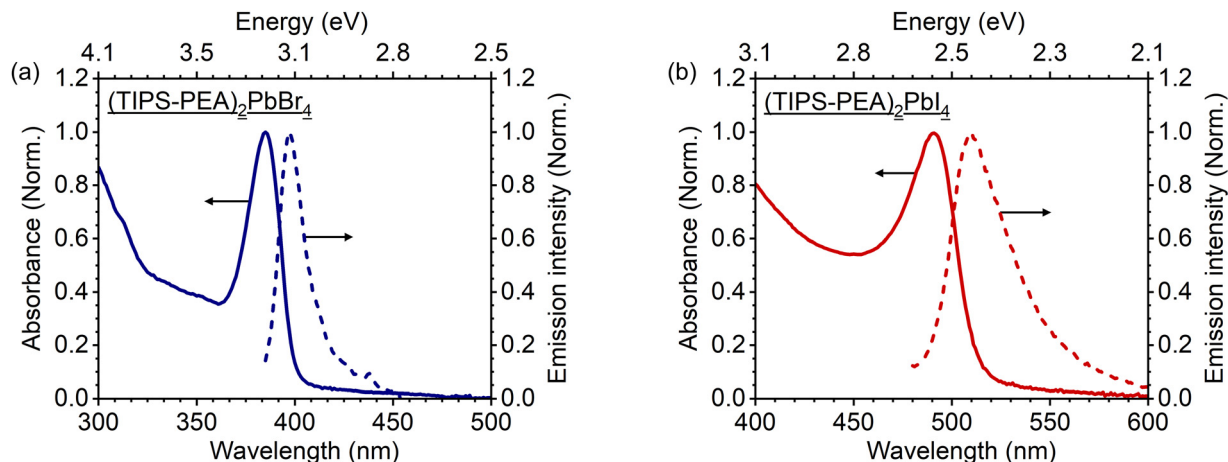 Energy (eV)
4.1 3.5 3.1 2.8 2.5
(a)
(TIPS-PEA)2PbBr4
1.2
1.0
0.8
0.6
0.4
0.2
0.0
Absorbance (Norm.)
1.2
1.0
0.8
0.6
0.4
0.2
0.0
Emission intensity (Norm.)
300 350 400 450 500
Wavelength (nm)
Energy (eV)
3.1 2.8 2.5 2.3 2.1
(b)
(TIPS-PEA)2PbI4
1.2
1.0
0.8
0.6
0.4
0.2
0.0
Absorbance (Norm.)
1.2
1.0
0.8
0.6
0.4
0.2
0.0
Emission intensity (Norm.)
400 450 500 550 600
Wavelength (nm)